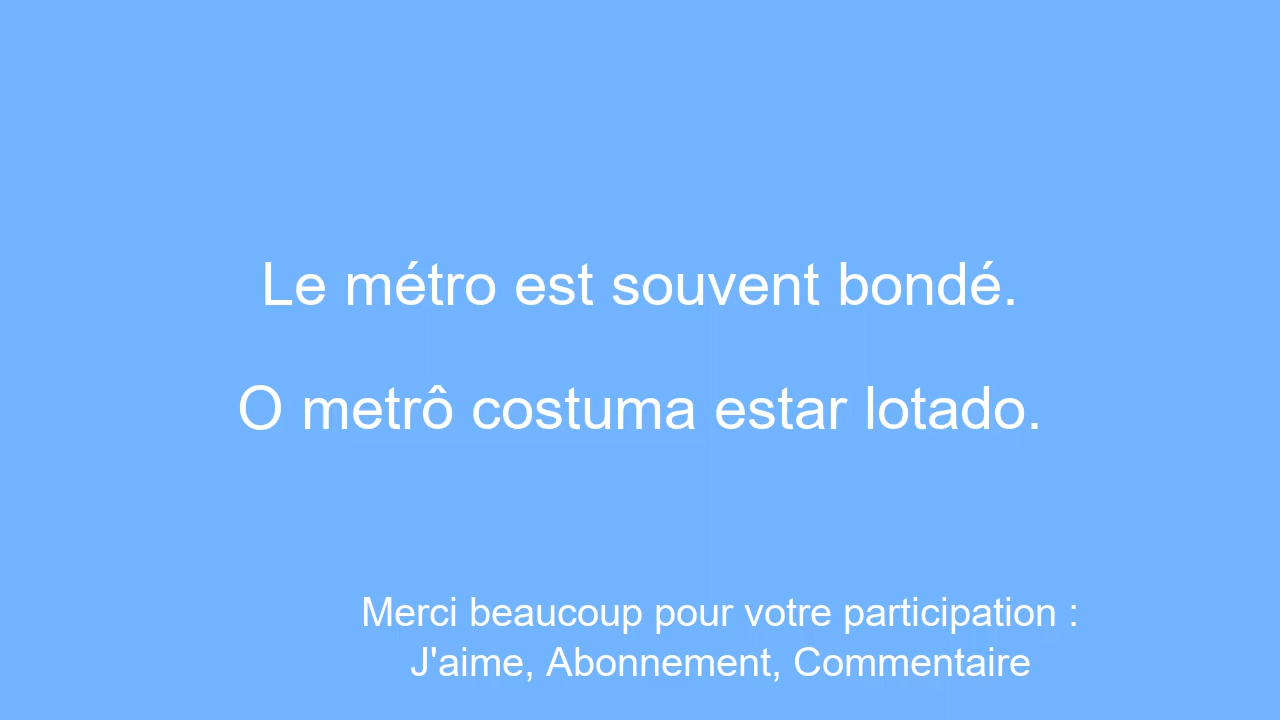 Le métro est souvent bondé.
O metrô costuma estar lotado.
Merci beaucoup pour votre participation :
J'aime, Abonnement, Commentaire